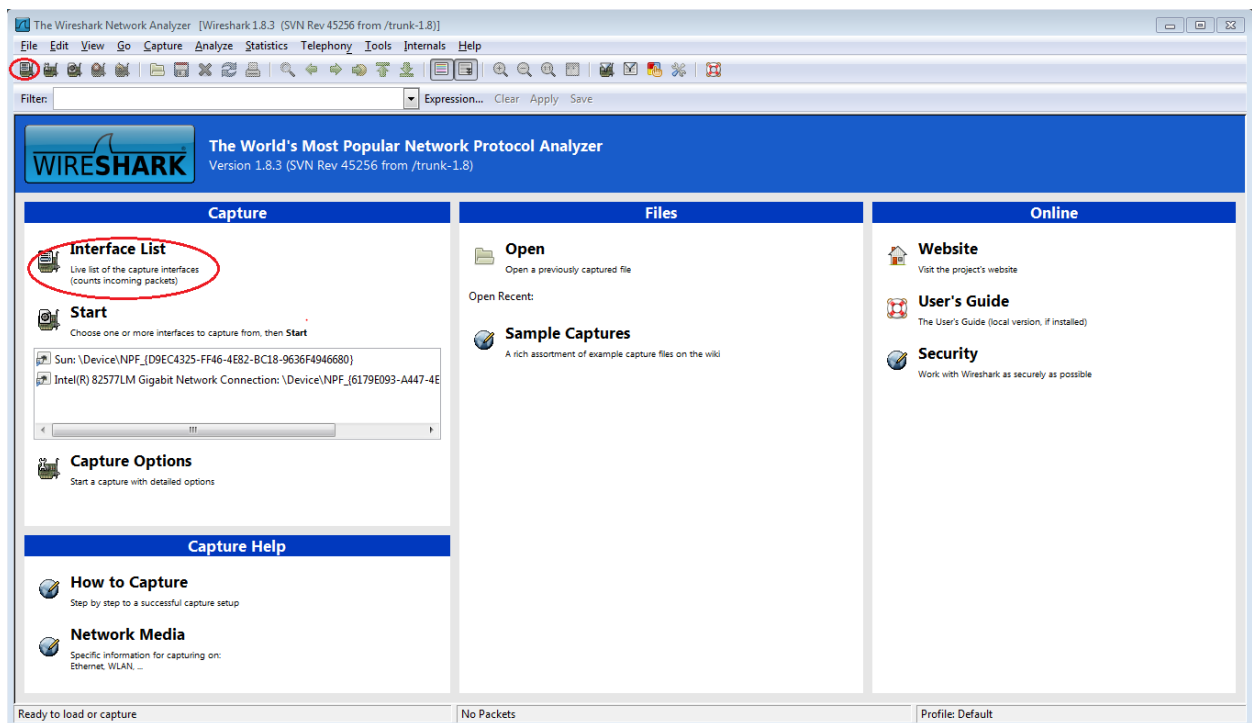 The Wireshark Network Analyzer [Wireshark 1.8.3 (SVN Rev 45256 from /trunk-1.8)]
File Edit View Go Capture Analyze Statistics Telephony Tools Internals Help
Filter: Expression... Clear Apply Save
WIRESHARK
The World's Most Popular Network Protocol Analyzer
Version 1.8.3 (SVN Rev 45256 from /trunk-1.8)
Capture
Interface List
Live list of the capture interfaces
(counts incoming packets)
Start
Choose one or more interfaces to capture from, then Start
Sun: \Device\NPF_{D9EC4325-FF46-4E82-BC18-9636F4946680}
Intel(R) 82577LM Gigabit Network Connection: \Device\NPF_{6179E093-A447-4E
Capture Options
Start a capture with detailed options
Capture Help
How to Capture
Step by step to a successful capture setup
Network Media
Specific information for capturing on:
Ethernet, WLAN, ...
Files
Open
Open a previously captured file
Open Recent:
Sample Captures
A rich assortment of example capture files on the wiki
Online
Website
Visit the project's website
User's Guide
The User's Guide (local version, if installed)
Security
Work with Wireshark as securely as possible
Ready to load or capture
No Packets
Profile: Default